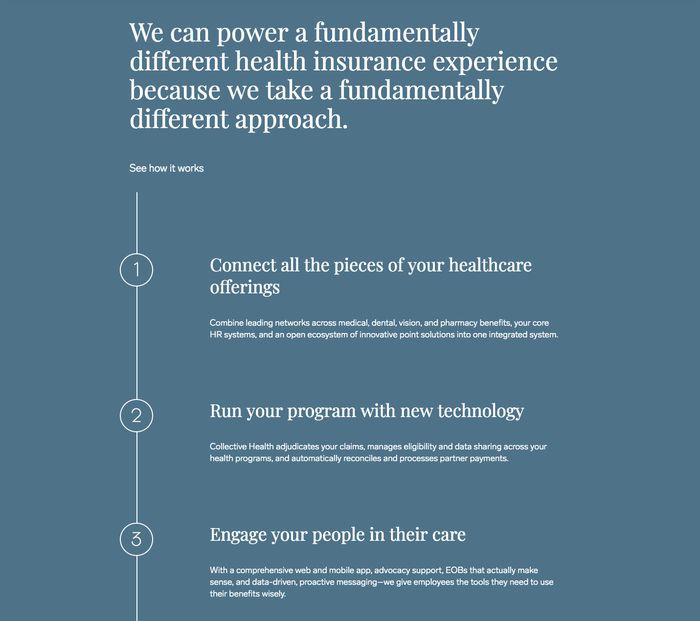 We can power a fundamentally
different health insurance experience
because we take a fundamentally
different approach.
See how it works
1
Connect all the pieces of your healthcare
offerings
Combine leading networks across medical, dental, vision, and pharmacy benefits, your core
HR systems, and an open ecosystem of innovative point solutions into one integrated system.
2
Run your program with new technology
Collective Health adjudicates your claims, manages eligibility and data sharing across your
health programs, and automatically reconciles and processes partner payments.
3
Engage your people in their care
With a comprehensive web and mobile app, advocacy support, EOBs that actually make
sense, and data-driven, proactive messaging—we give employees the tools they need to use
their benefits wisely.